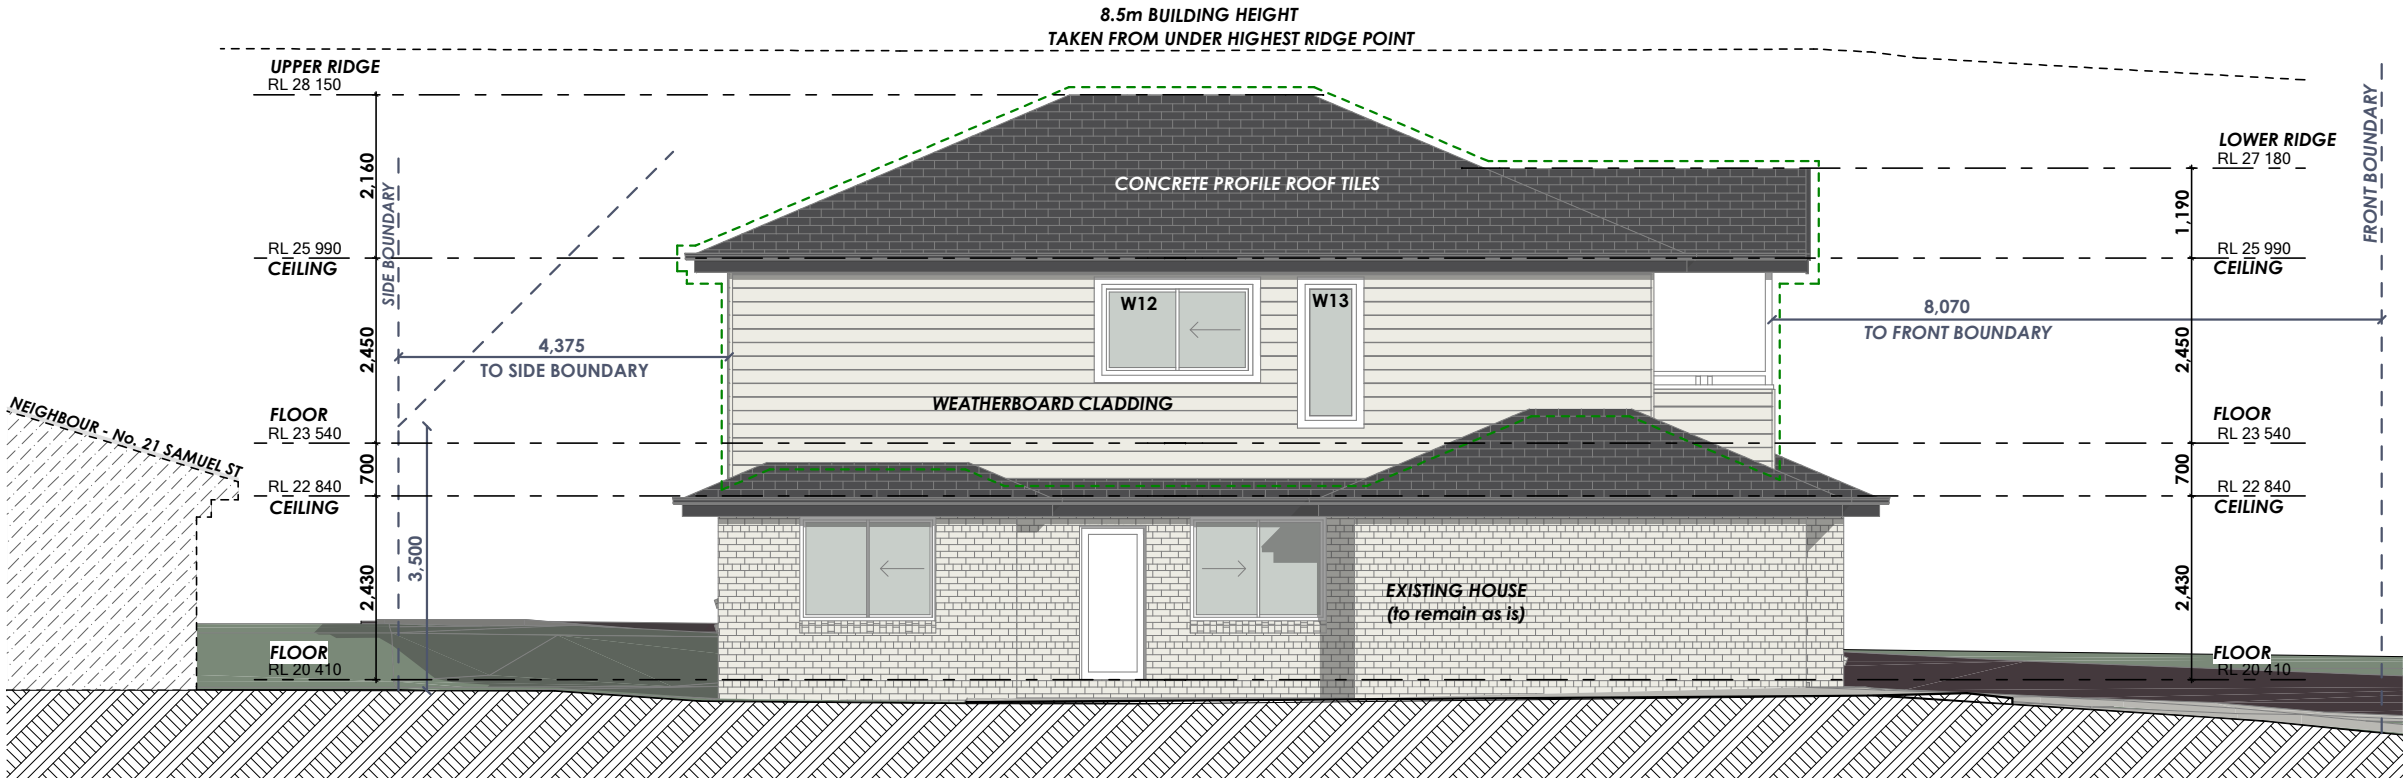 8.5m BUILDING HEIGHT
TAKEN FROM UNDER HIGHEST RIDGE POINT
UPPER RIDGE
RL 28 150
2,160
SIDE BOUNDARY
RL 25 990
CEILING
2,450
4,375
TO SIDE BOUNDARY
FLOOR
RL 23 540
700
RL 22 840
CEILING
2,430
3,500
FLOOR
RL 20 410
NEIGHBOUR - No. 21 SAMUEL ST
CONCRETE PROFILE ROOF TILES
W12
W13
WEATHERBOARD CLADDING
EXISTING HOUSE
(to remain as is)
LOWER RIDGE
RL 27 180
FRONT BOUNDARY
1,190
RL 25 990
CEILING
8,070
TO FRONT BOUNDARY
2,450
FLOOR
RL 23 540
700
RL 22 840
CEILING
2,430
FLOOR
RL 20 410